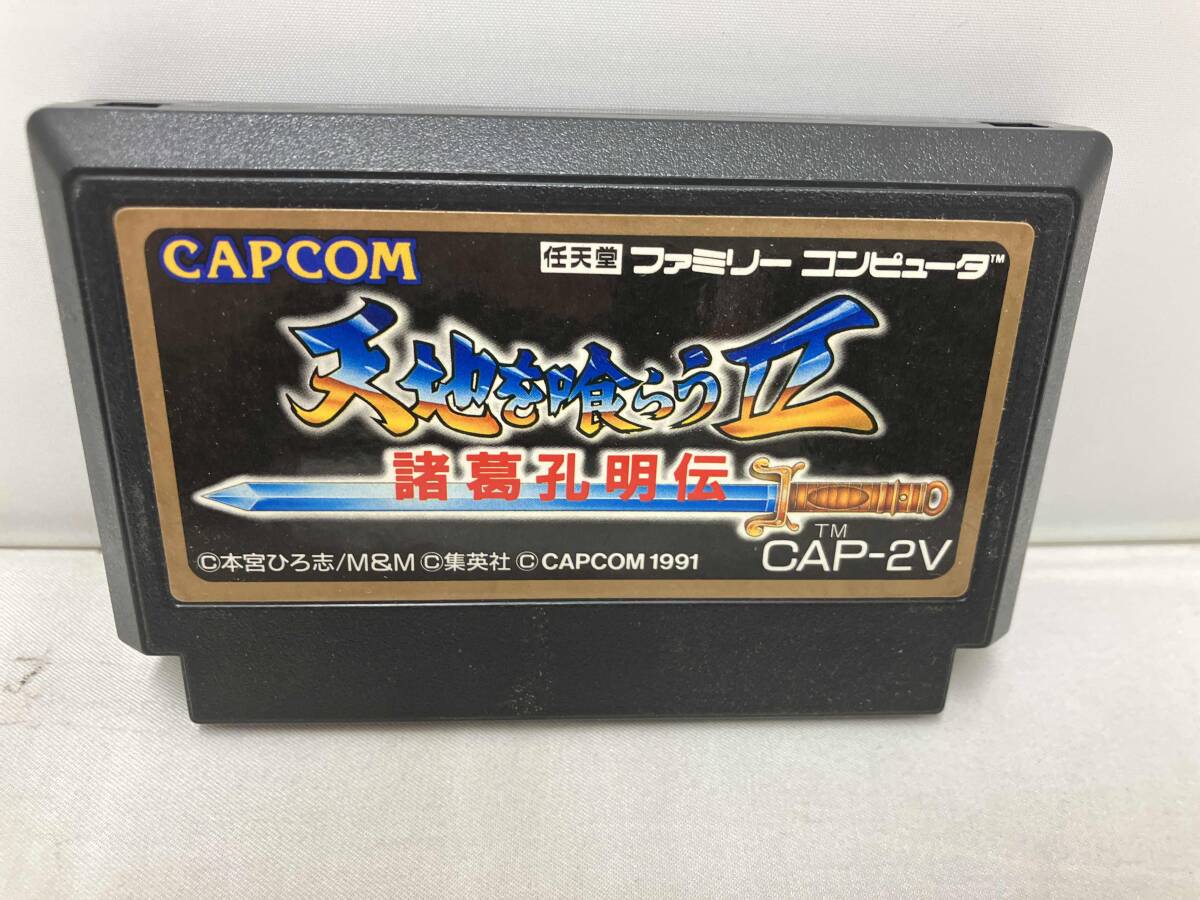 CAPCOM
任天堂 ファミリー コンピュータ™
天地を喰らうII
諸葛孔明伝
TM
CAP-2V
©本宮ひろ志/M&M ©集英社 © CAPCOM 1991